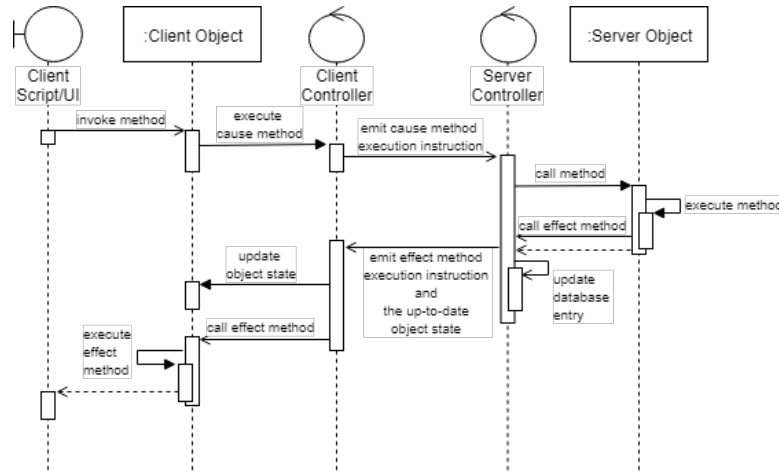 :Client Object
:Server Object
Client
Script/UI
Client
Controller
Server
Controller
invoke method
execute
cause method
emit cause method
execution instruction
call method
execute method
call effect method
update
object state
emit effect method
execution instruction
and
the up-to-date
object state
update
database
entry
call effect method
execute
effect
method